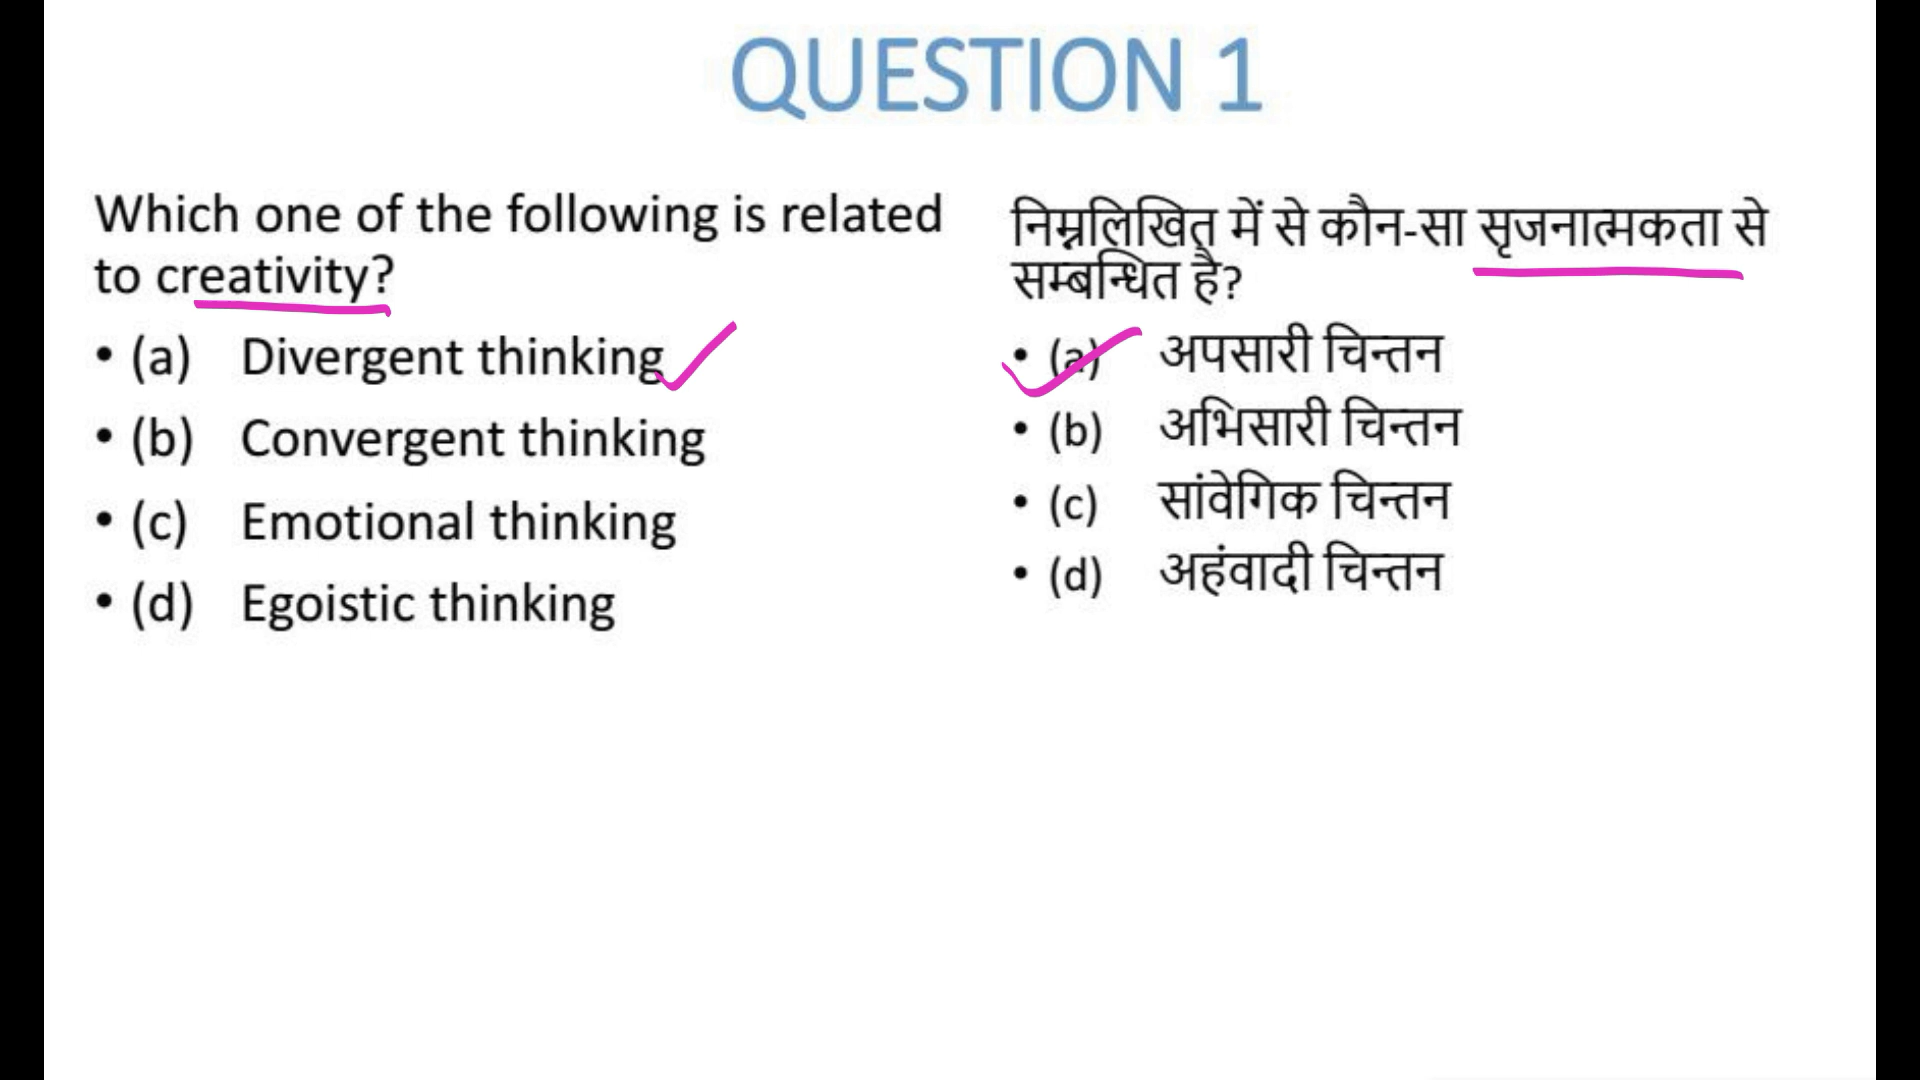 QUESTION 1
Which one of the following is related
to creativity?
• (a) Divergent thinking
• (b) Convergent thinking
• (c) Emotional thinking
• (d) Egoistic thinking
निम्नलिखित में से कौन-सा सृजनात्मकता से
सम्बन्धित है?
• (a) अपसारी चिन्तन
• (b) अभिसारी चिन्तन
• (c) सांवेगिक चिन्तन
• (d) अहंवादी चिन्तन